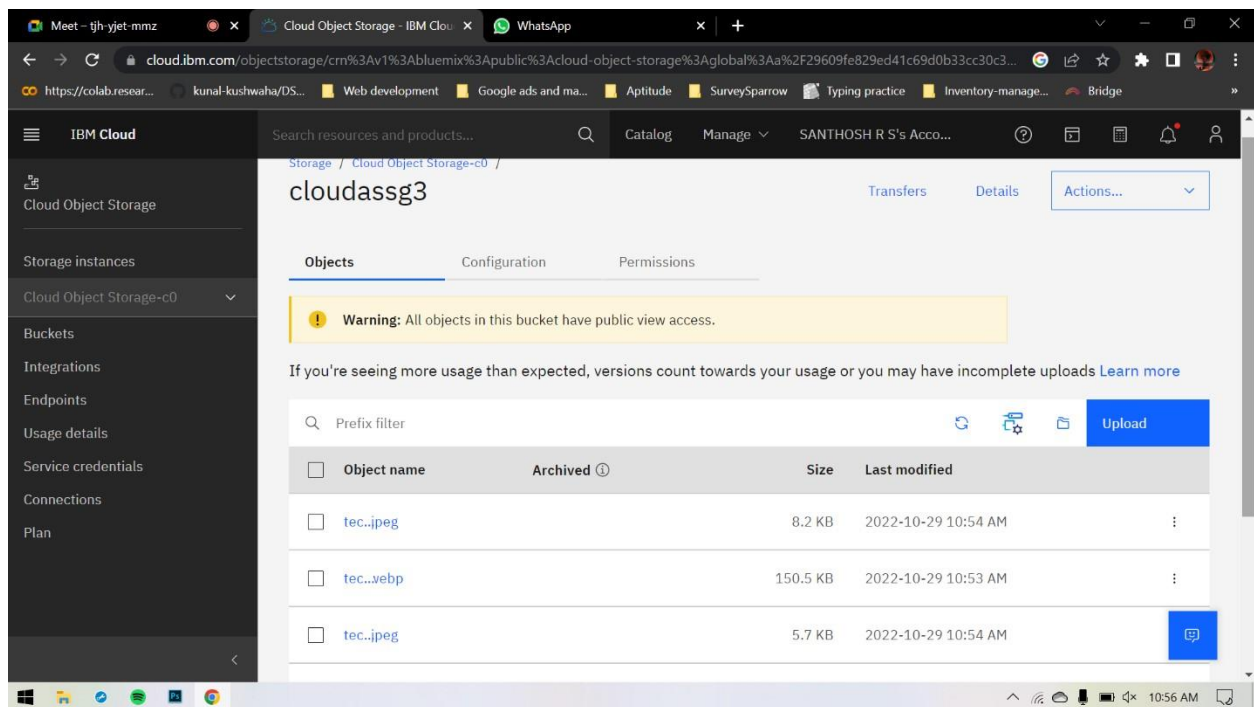 Meet – tjh-yjet-mmz
Cloud Object Storage - IBM Clou
WhatsApp
cloud.ibm.com/objectstorage/crn%3Av1%3Abluemix%3Apublic%3Acloud-object-storage%3Aglobal%3Aa%2F29609fe829ed41c69d0b33cc30c3...
https://colab.resear...
kunal-kushwaha/DS...
Web development
Google ads and ma...
Aptitude
SurveySparrow
Typing practice
Inventory-manage...
Bridge
»
IBM Cloud
Search resources and products...
Catalog
Manage
SANTHOSH R S's Acco...
Cloud Object Storage
Storage instances
Cloud Object Storage-c0
Buckets
Integrations
Endpoints
Usage details
Service credentials
Connections
Plan
Storage / Cloud Object Storage-c0 /
cloudassg3
Transfers
Details
Actions...
Objects
Configuration
Permissions
Warning: All objects in this bucket have public view access.
If you're seeing more usage than expected, versions count towards your usage or you may have incomplete uploads Learn more
Prefix filter
Upload
Object name
Archived
Size
Last modified
tec..jpeg 8.2 KB 2022-10-29 10:54 AM
tec...webp 150.5 KB 2022-10-29 10:53 AM
tec..jpeg 5.7 KB 2022-10-29 10:54 AM
Ps
10:56 AM